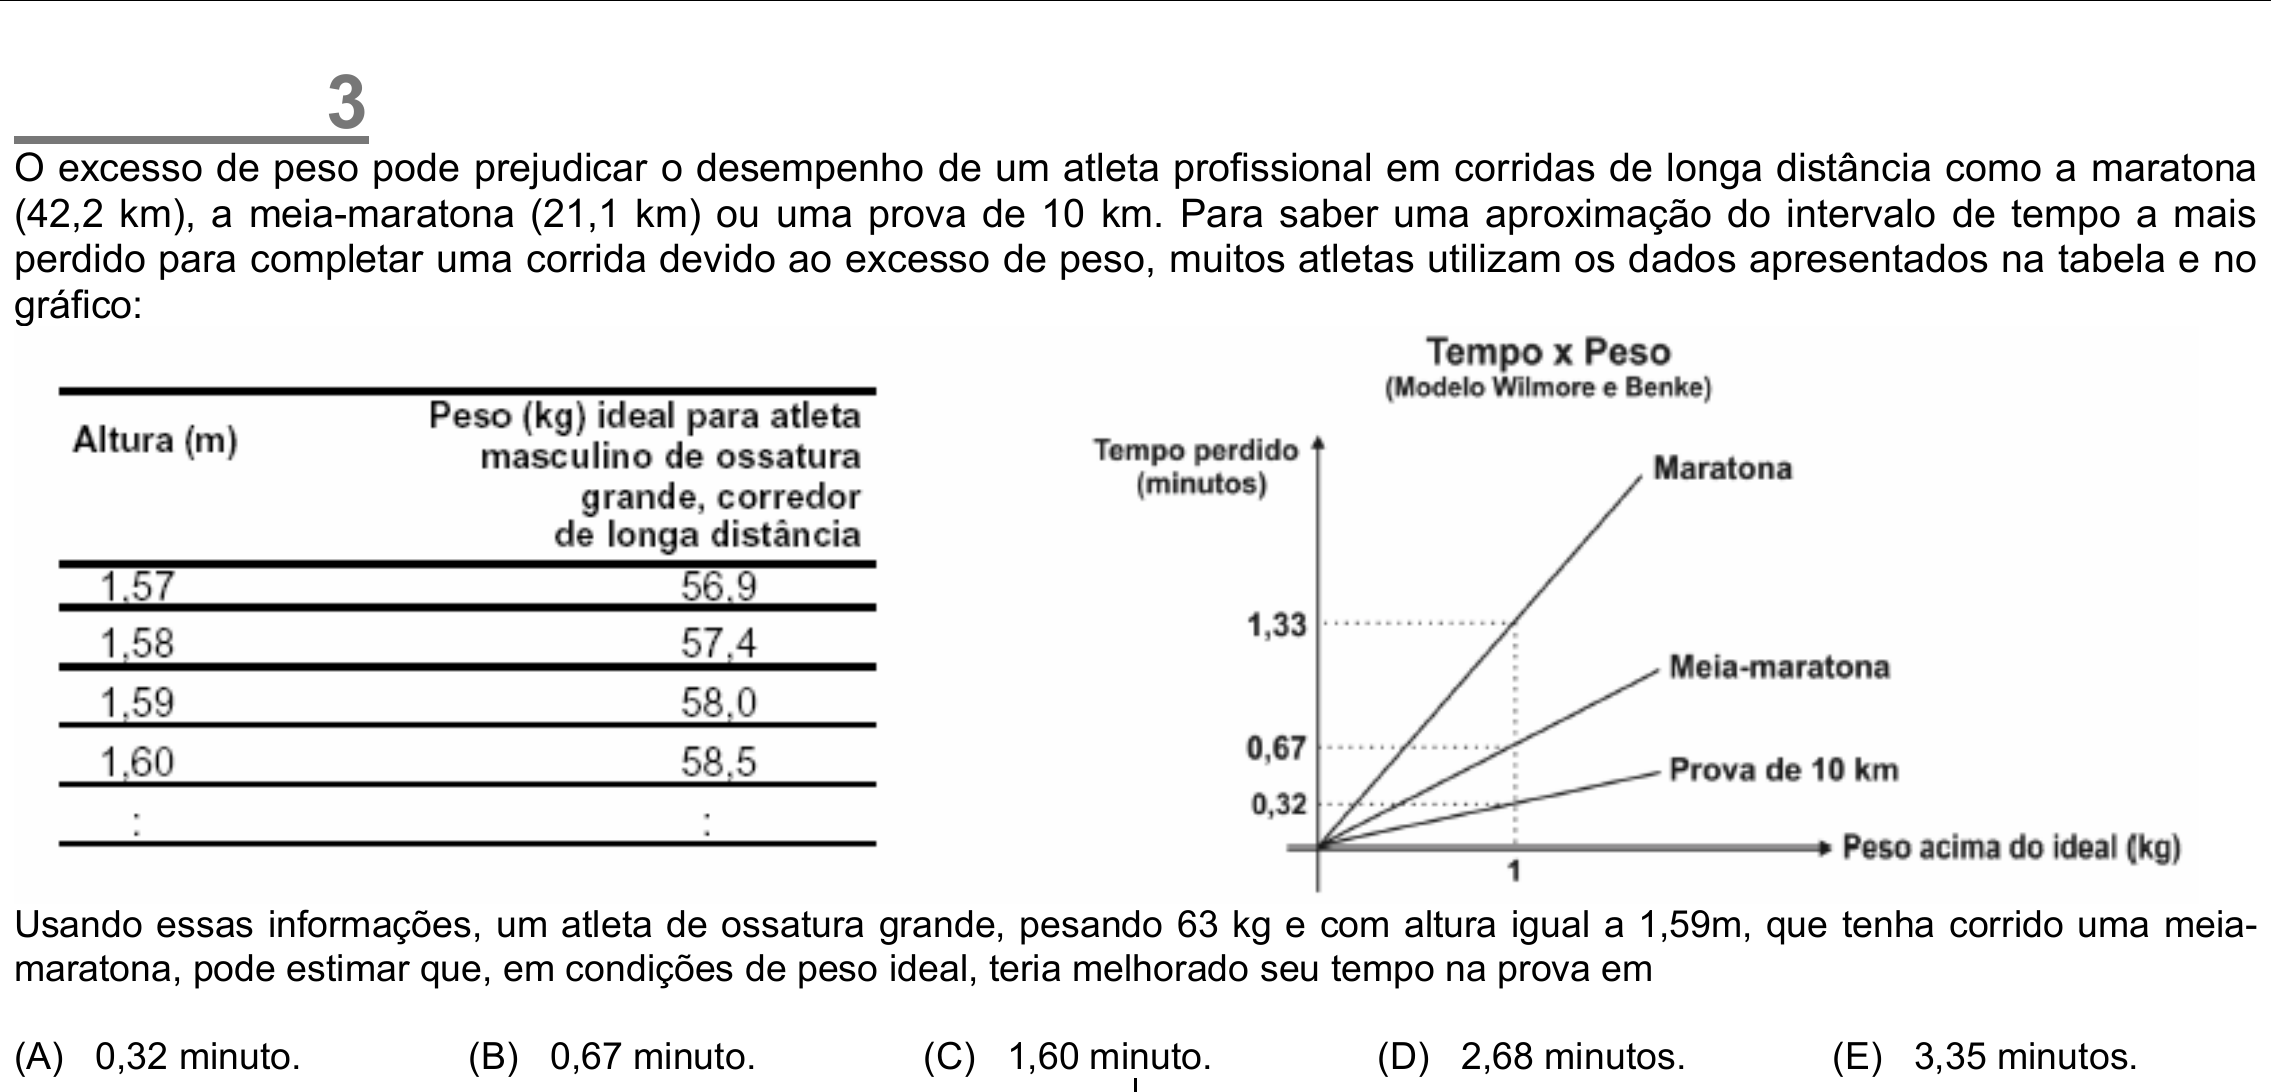 3
O excesso de peso pode prejudicar o desempenho de um atleta profissional em corridas de longa distância como a maratona
(42,2 km), a meia-maratona (21,1 km) ou uma prova de 10 km. Para saber uma aproximação do intervalo de tempo a mais
perdido para completar uma corrida devido ao excesso de peso, muitos atletas utilizam os dados apresentados na tabela e no
gráfico:
Altura (m)
Peso (kg) ideal para atleta
masculino de ossatura
grande, corredor
de longa distância
1,57 56,9
1,58 57,4
1,59 58,0
1,60 58,5
: :
Tempo x Peso
(Modelo Wilmore e Benke)
Tempo perdido
(minutos)
Maratona
1,33
Meia-maratona
0,67
Prova de 10 km
0,32
Peso acima do ideal (kg)
1
Usando essas informações, um atleta de ossatura grande, pesando 63 kg e com altura igual a 1,59m, que tenha corrido uma meia-
maratona, pode estimar que, em condições de peso ideal, teria melhorado seu tempo na prova em
(A) 0,32 minuto. (B) 0,67 minuto. (C) 1,60 minuto. (D) 2,68 minutos. (E) 3,35 minutos.